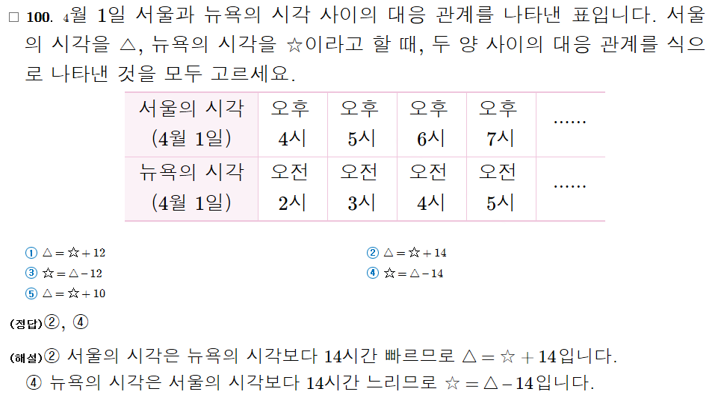 □ 100. 4월 1일 서울과 뉴욕의 시각 사이의 대응 관계를 나타낸 표입니다. 서울
의 시각을 △, 뉴욕의 시각을 ☆이라고 할 때, 두 양 사이의 대응 관계를 식으
로 나타낸 것을 모두 고르세요.
서울의 시각 오후 오후 오후 오후 ……
(4월 1일) 4시 5시 6시 7시
뉴욕의 시각 오전 오전 오전 오전 ……
(4월 1일) 2시 3시 4시 5시
① △=☆+12 ② △=☆+14
③ ☆=△-12 ④ ☆=△-14
⑤ △=☆+10
(정답)②, ④
(해설)② 서울의 시각은 뉴욕의 시각보다 14시간 빠르므로 △=☆+14입니다.
④ 뉴욕의 시각은 서울의 시각보다 14시간 느리므로 ☆=△-14입니다.